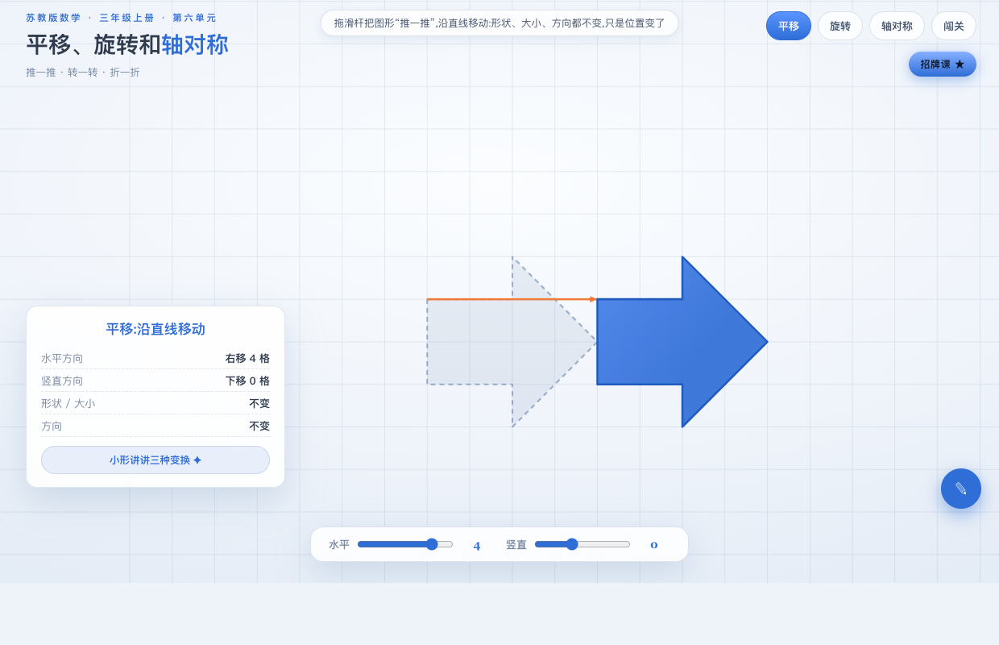 苏教版数学 · 三年级上册 · 第六单元
平移、旋转和轴对称
推一推 · 转一转 · 折一折
拖滑杆把图形“推一推”,沿直线移动:形状、大小、方向都不变,只是位置变了
平移 旋转 轴对称 闯关
招牌课 ★
平移:沿直线移动
水平方向 右移 4 格
竖直方向 下移 0 格
形状 / 大小 不变
方向 不变
小形讲讲三种变换 ✦
水平 4 竖直 0